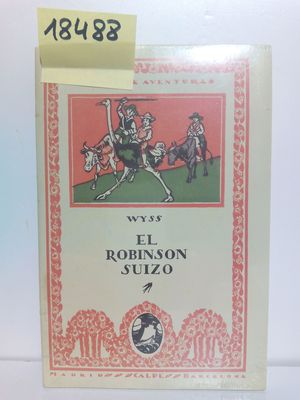 18488
AVENTURAS
WYSS
EL
ROBINSON
SUIZO
MADRID CALPE BARCELONA